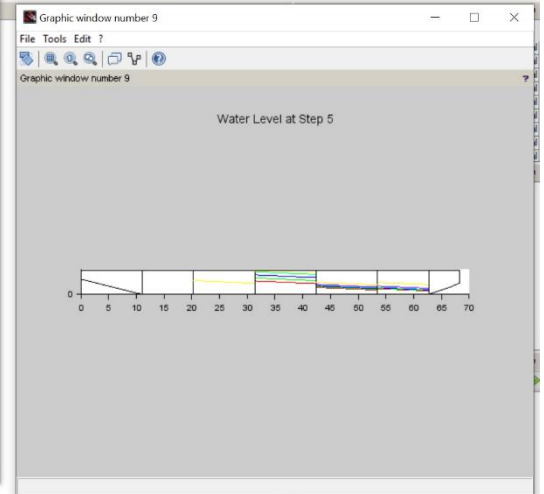 Graphic window number 9
File Tools Edit ?
Graphic window number 9 ?
Water Level at Step 5
0
0 5 10 15 20 25 30 35 40 45 50 55 60 65 70